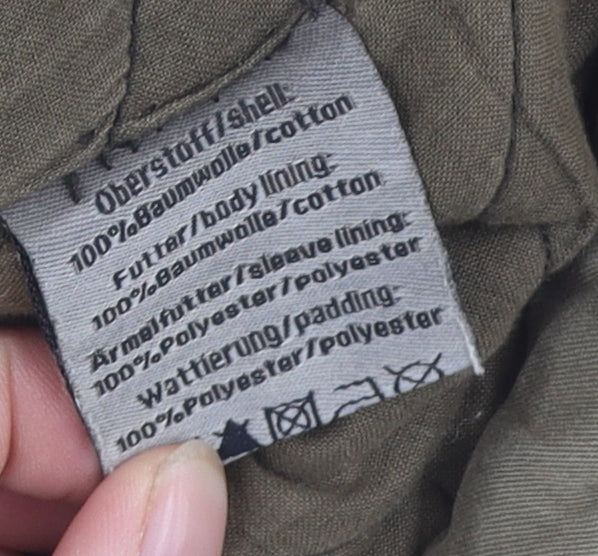 Oberstoff/shell:
100%Baumwolle/cotton
Futter/body lining:
100%Baumwolle/cotton
Ärmelfutter/sleeve lining:
100%Polyester/polyester
Wattierung/padding:
100%Polyester/polyester